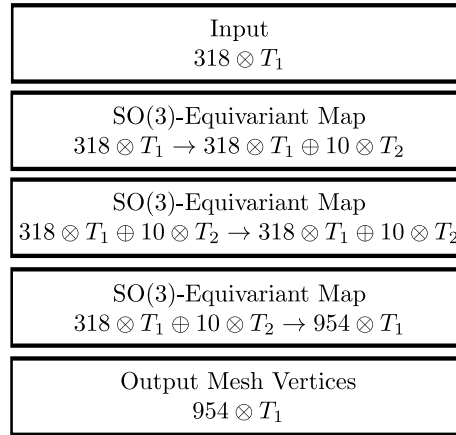 Input
318 ⊗ T₁
SO(3)-Equivariant Map
318 ⊗ T₁ → 318 ⊗ T₁ ⊕ 10 ⊗ T₂
SO(3)-Equivariant Map
318 ⊗ T₁ ⊕ 10 ⊗ T₂ → 318 ⊗ T₁ ⊕ 10 ⊗ T₂
SO(3)-Equivariant Map
318 ⊗ T₁ ⊕ 10 ⊗ T₂ → 954 ⊗ T₁
Output Mesh Vertices
954 ⊗ T₁